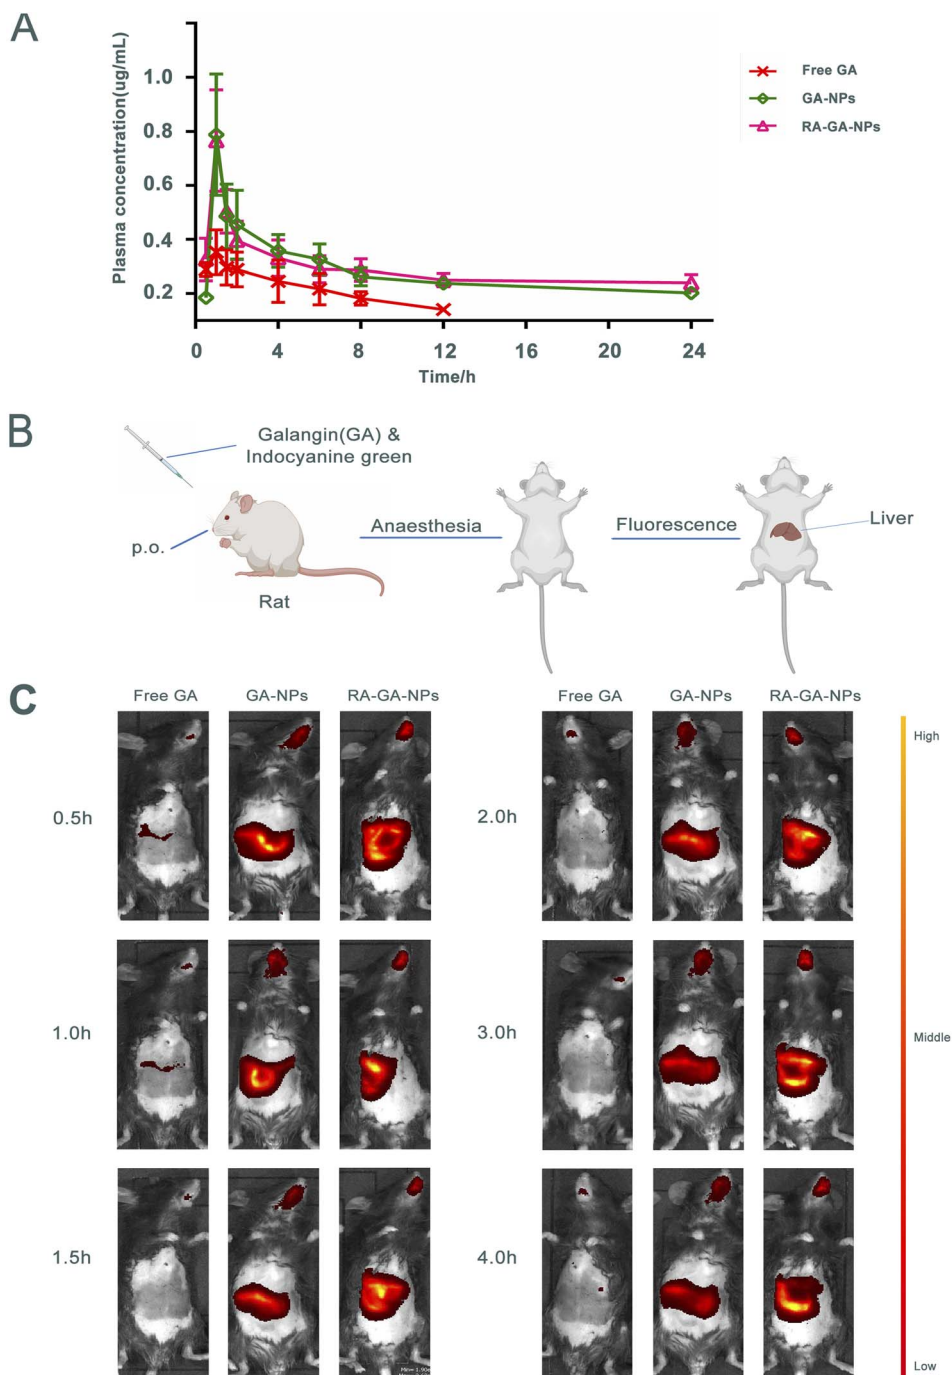 A
Plasma concentration(ug/mL)
1.0
0.8
0.6
0.4
0.2
0
4
8
12
16
20
24
Time/h
Free GA
GA-NPs
RA-GA-NPs
B
Galangin(GA) &
Indocyanine green
p.o.
Rat
Anaesthesia
Fluorescence
Liver
C
Free GA
GA-NPs
RA-GA-NPs
Free GA
GA-NPs
RA-GA-NPs
0.5h
2.0h
1.0h
3.0h
1.5h
4.0h
High
Middle
Low